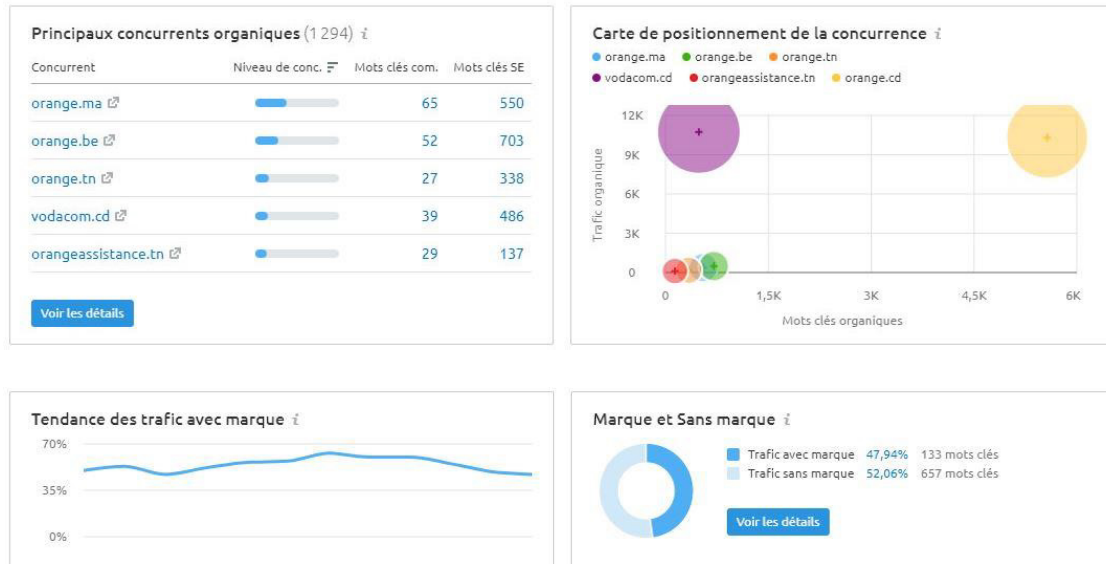 Principaux concurrents organiques (1 294) i
Concurrent Niveau de conc. Mots clés com. Mots clés SE
orange.ma 65 550
orange.be 52 703
orange.tn 27 338
vodacom.cd 39 486
orangeassistance.tn 29 137
Voir les détails
Carte de positionnement de la concurrence i
orange.ma orange.be orange.tn
vodacom.cd orangeassistance.tn orange.cd
Trafic organique
12K
9K
6K
3K
0
0 1,5K 3K 4,5K 6K
Mots clés organiques
Tendance des trafic avec marque i
70%
35%
0%
Marque et Sans marque i
Trafic avec marque 47,94% 133 mots clés
Trafic sans marque 52,06% 657 mots clés
Voir les détails